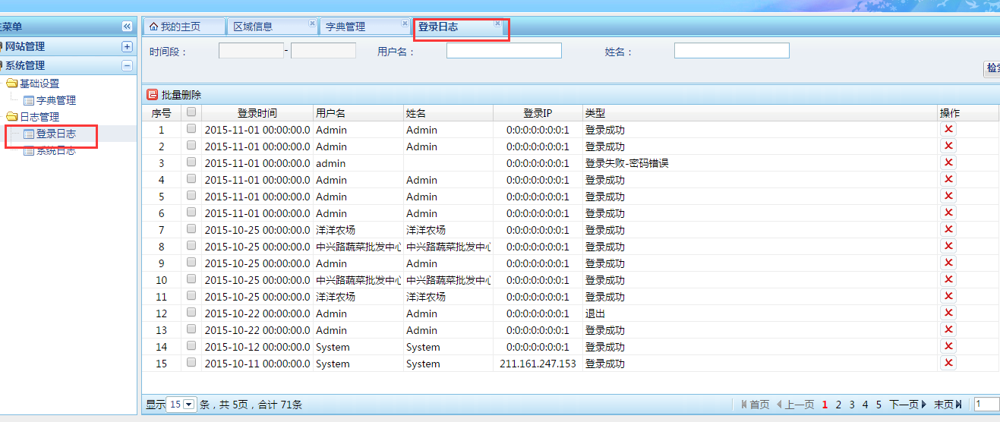 主菜单
网站管理
系统管理
基础设置
字典管理
日志管理
登录日志
系统日志
我的主页 区域信息 字典管理 登录日志
时间段： - 用户名： 姓名：
检索
批量删除
序号 登录时间 用户名 姓名 登录IP 类型 操作
1 2015-11-01 00:00:00.0 Admin Admin 0:0:0:0:0:0:0:1 登录成功
2 2015-11-01 00:00:00.0 Admin Admin 0:0:0:0:0:0:0:1 登录成功
3 2015-11-01 00:00:00.0 admin 0:0:0:0:0:0:0:1 登录失败-密码错误
4 2015-11-01 00:00:00.0 Admin Admin 0:0:0:0:0:0:0:1 登录成功
5 2015-11-01 00:00:00.0 Admin Admin 0:0:0:0:0:0:0:1 登录成功
6 2015-11-01 00:00:00.0 Admin Admin 0:0:0:0:0:0:0:1 登录成功
7 2015-10-25 00:00:00.0 洋洋农场 洋洋农场 0:0:0:0:0:0:0:1 登录成功
8 2015-10-25 00:00:00.0 中兴路蔬菜批发中心 中兴路蔬菜批发中心 0:0:0:0:0:0:0:1 登录成功
9 2015-10-25 00:00:00.0 Admin Admin 0:0:0:0:0:0:0:1 登录成功
10 2015-10-25 00:00:00.0 中兴路蔬菜批发中心 中兴路蔬菜批发中心 0:0:0:0:0:0:0:1 登录成功
11 2015-10-25 00:00:00.0 洋洋农场 洋洋农场 0:0:0:0:0:0:0:1 登录成功
12 2015-10-22 00:00:00.0 Admin Admin 0:0:0:0:0:0:0:1 退出
13 2015-10-22 00:00:00.0 Admin Admin 0:0:0:0:0:0:0:1 登录成功
14 2015-10-12 00:00:00.0 System System 0:0:0:0:0:0:0:1 登录成功
15 2015-10-11 00:00:00.0 System System 211.161.247.153 登录成功
显示 15 条，共 5页，合计 71条 首页 上一页 1 2 3 4 5 下一页 末页 1